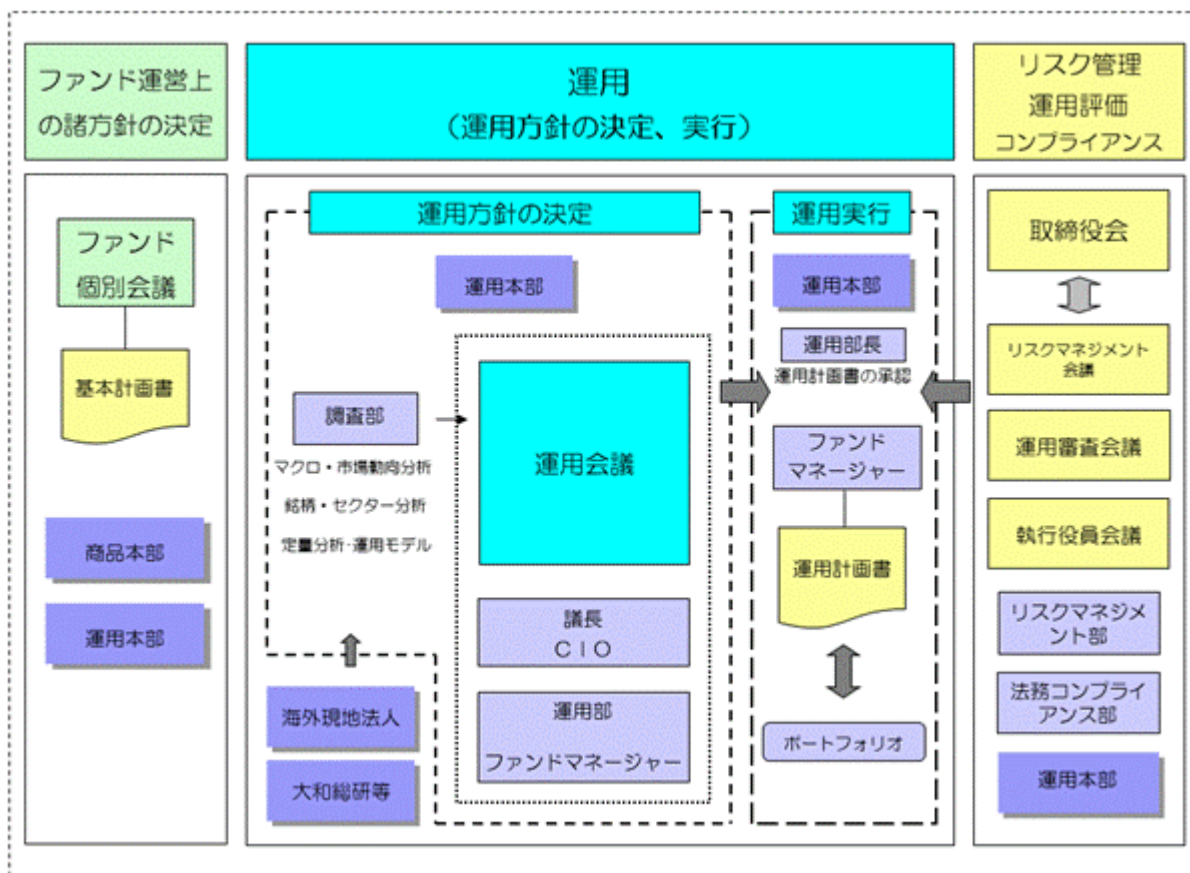 ファンド運営上
の諸方針の決定
運用
（運用方針の決定、実行）
リスク管理
運用評価
コンプライアンス
ファンド
個別会議
基本計画書
商品本部
運用本部
運用方針の決定
運用本部
調査部
マクロ・市場動向分析
銘柄・セクター分析
定量分析・運用モデル
運用会議
議長
ＣＩＯ
運用部
ファンドマネージャー
海外現地法人
大和総研等
運用実行
運用本部
運用部長
運用計画書の承認
ファンド
マネージャー
運用計画書
ポートフォリオ
取締役会
リスクマネジメント
会議
運用審査会議
執行役員会議
リスクマネジメ
ント部
法務コンプライ
アンス部
運用本部